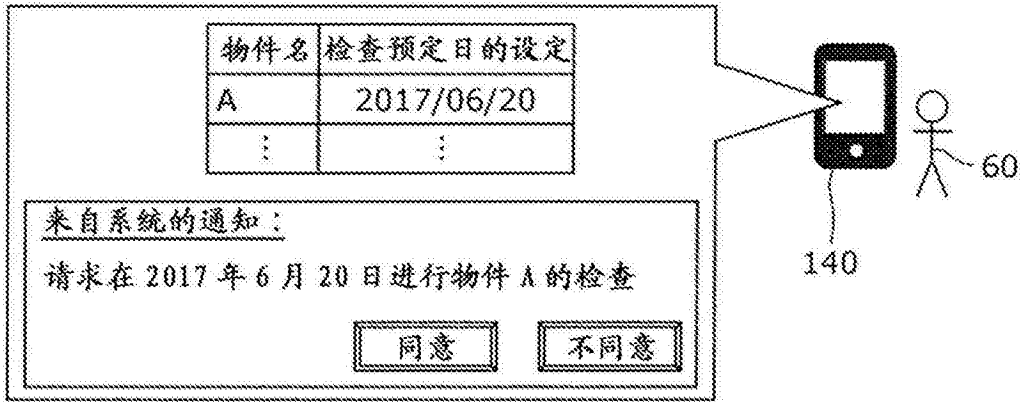 物件名 检查预定日的设定
A 2017/06/20
⋮ ⋮
来自系统的通知：
请求在 2017 年 6 月 20 日进行物件 A 的检查
同意 不同意
60
140